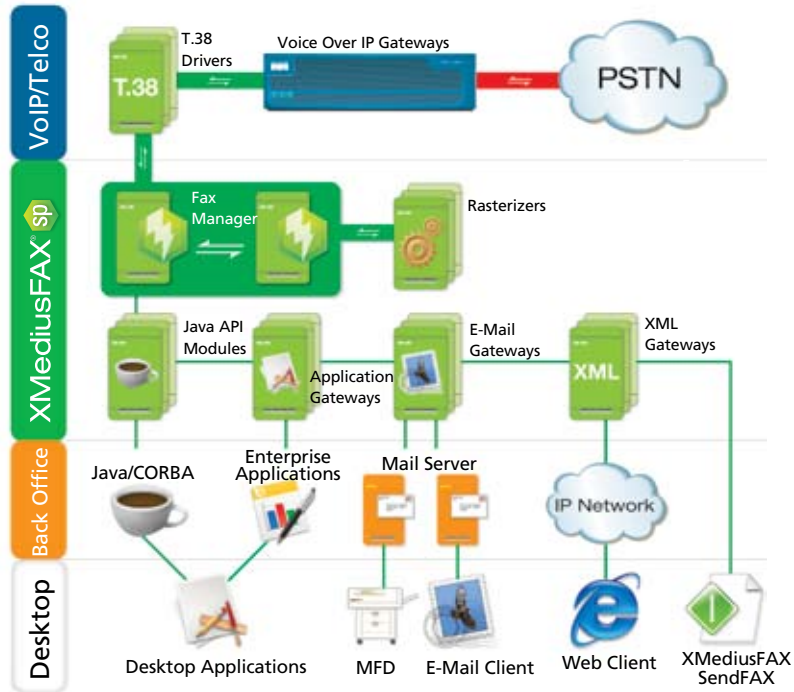 VoIP/Telco
T.38
Drivers
T.38
Voice Over IP Gateways
PSTN
XMediusFAX® sp
Fax
Manager
Rasterizers
Java API
Modules
Application
Gateways
E-Mail
Gateways
XML
XML
Gateways
Back Office
Java/CORBA
Enterprise
Applications
Mail Server
IP Network
Desktop
Desktop Applications
MFD
E-Mail Client
Web Client
XMediusFAX
SendFAX